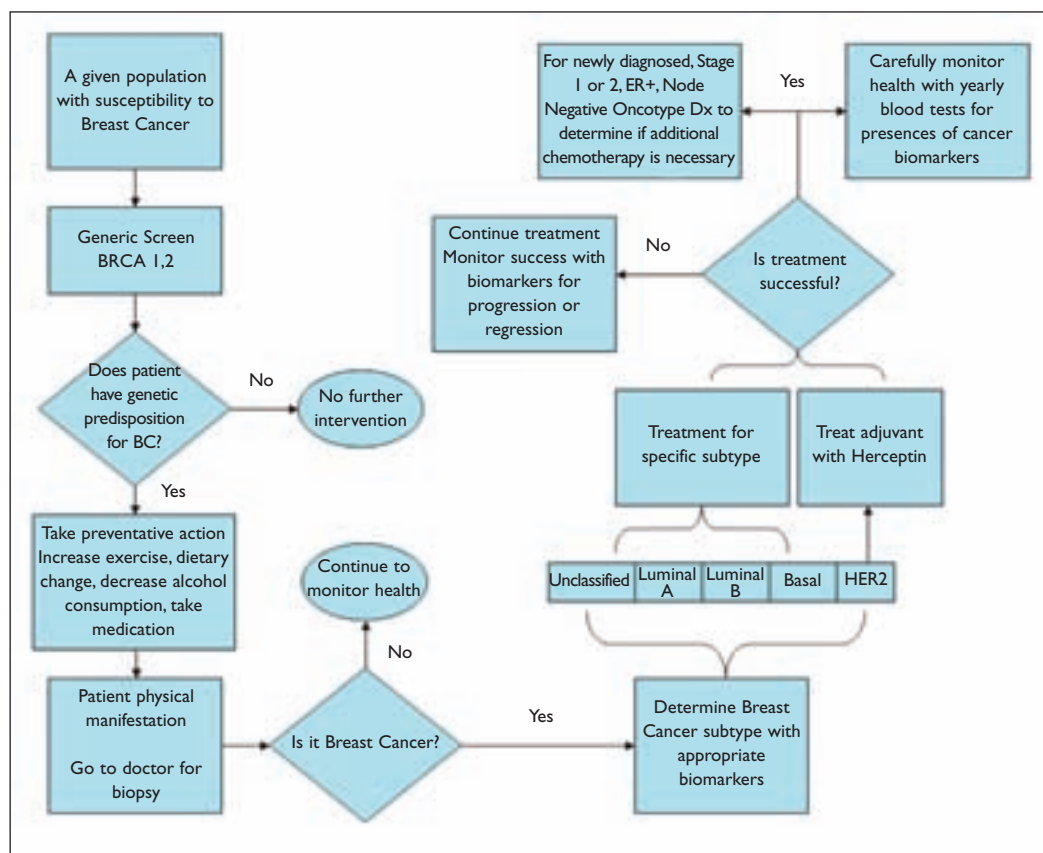 A given population
with susceptibility to
Breast Cancer
Generic Screen
BRCA 1,2
Does patient
have genetic
predisposition
for BC?
No
No further
intervention
Yes
Take preventative action
Increase exercise, dietary
change, decrease alcohol
consumption, take
medication
Patient physical
manifestation
Go to doctor for
biopsy
Is it Breast Cancer?
No
Continue to
monitor health
Yes
Determine Breast
Cancer subtype with
appropriate
biomarkers
Unclassified
Luminal
A
Luminal
B
Basal
HER2
Treatment for
specific subtype
Treat adjuvant
with Herceptin
Is treatment
successful?
No
Continue treatment
Monitor success with
biomarkers for
progression or
regression
Yes
For newly diagnosed, Stage
1 or 2, ER+, Node
Negative Oncotype Dx to
determine if additional
chemotherapy is necessary
Carefully monitor
health with yearly
blood tests for
presences of cancer
biomarkers